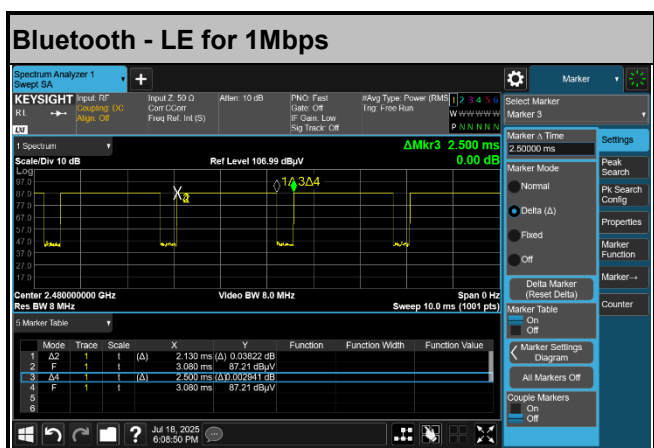 Bluetooth - LE for 1Mbps
Spectrum Analyzer 1
Swept SA
Marker
KEYSIGHT Input: RF Input Z: 50 Ω Atten: 10 dB PNO: Fast #Avg Type: Power (RMS 1 2 3 4 5 6
RL Coupling: DC Corr CCorr Gate: Off Trig: Free Run W W W W W W
Align: Off Freq Ref: Int (S) IF Gain: Low
Sig Track: Off P N N N N N
LXI
Select Marker
Marker 3
1 Spectrum
ΔMkr3 2.500 ms
Scale/Div 10 dB Ref Level 106.99 dBµV 0.00 dB
Log
97.0
87.0
77.0
67.0
57.0
47.0
37.0
27.0
17.0
X 2 1Δ 3Δ4
Center 2.480000000 GHz Video BW 8.0 MHz Span 0 Hz
Res BW 8 MHz Sweep 10.0 ms (1001 pts)
Marker Δ Time
2.50000 ms
Marker Mode
Normal
Delta (Δ)
Fixed
Off
Delta Marker
(Reset Delta)
Marker Table
On
Off
Marker Settings
Diagram
All Markers Off
Couple Markers
On
Off
Settings
Peak
Search
Pk Search
Config
Properties
Marker
Function
Marker→
Counter
5 Marker Table
Mode Trace Scale X Y Function Function Width Function Value
1 Δ2 1 t (Δ) 2.130 ms (Δ) 0.03822 dB
2 F 1 t 3.080 ms 87.21 dBµV
3 Δ4 1 t (Δ) 2.500 ms (Δ)0.002941 dB
4 F 1 t 3.080 ms 87.21 dBµV
5
6
? Jul 18, 2025
6:08:50 PM